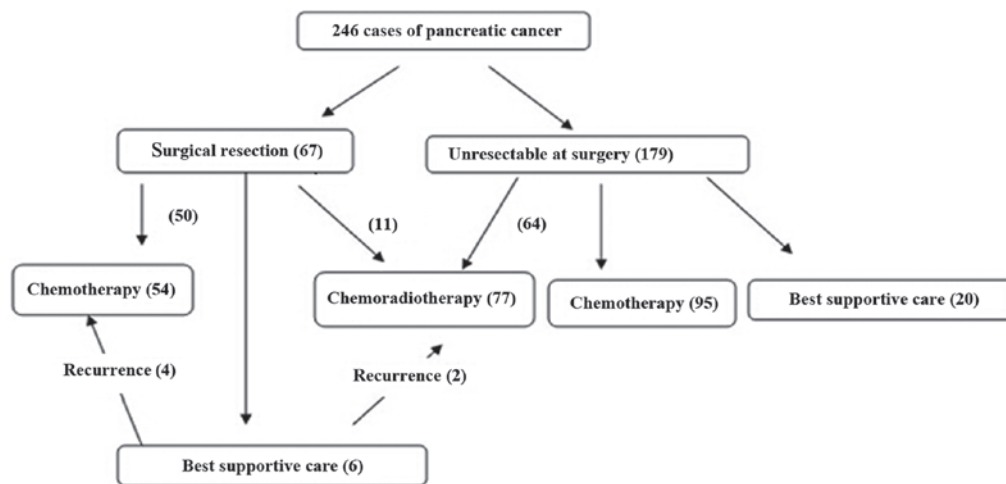 246 cases of pancreatic cancer
Surgical resection (67)
Unresectable at surgery (179)
(50)
(11)
(64)
Chemotherapy (54)
Chemoradiotherapy (77)
Chemotherapy (95)
Best supportive care (20)
Recurrence (4)
Recurrence (2)
Best supportive care (6)